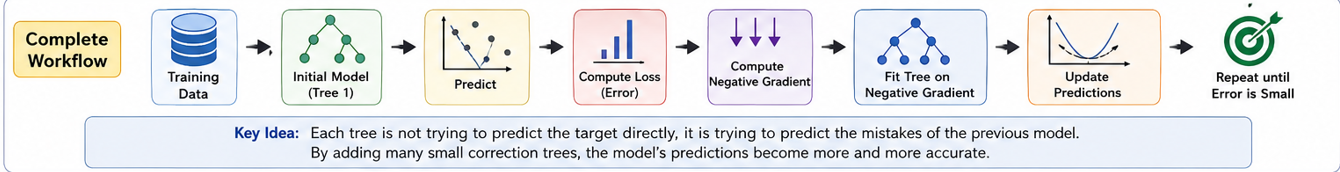 Complete
Workflow
Training
Data
Initial Model
(Tree 1)
Predict
Compute Loss
(Error)
Compute
Negative Gradient
Fit Tree on
Negative Gradient
Update
Predictions
Repeat until
Error is Small
Key Idea: Each tree is not trying to predict the target directly, it is trying to predict the mistakes of the previous model.
By adding many small correction trees, the model's predictions become more and more accurate.